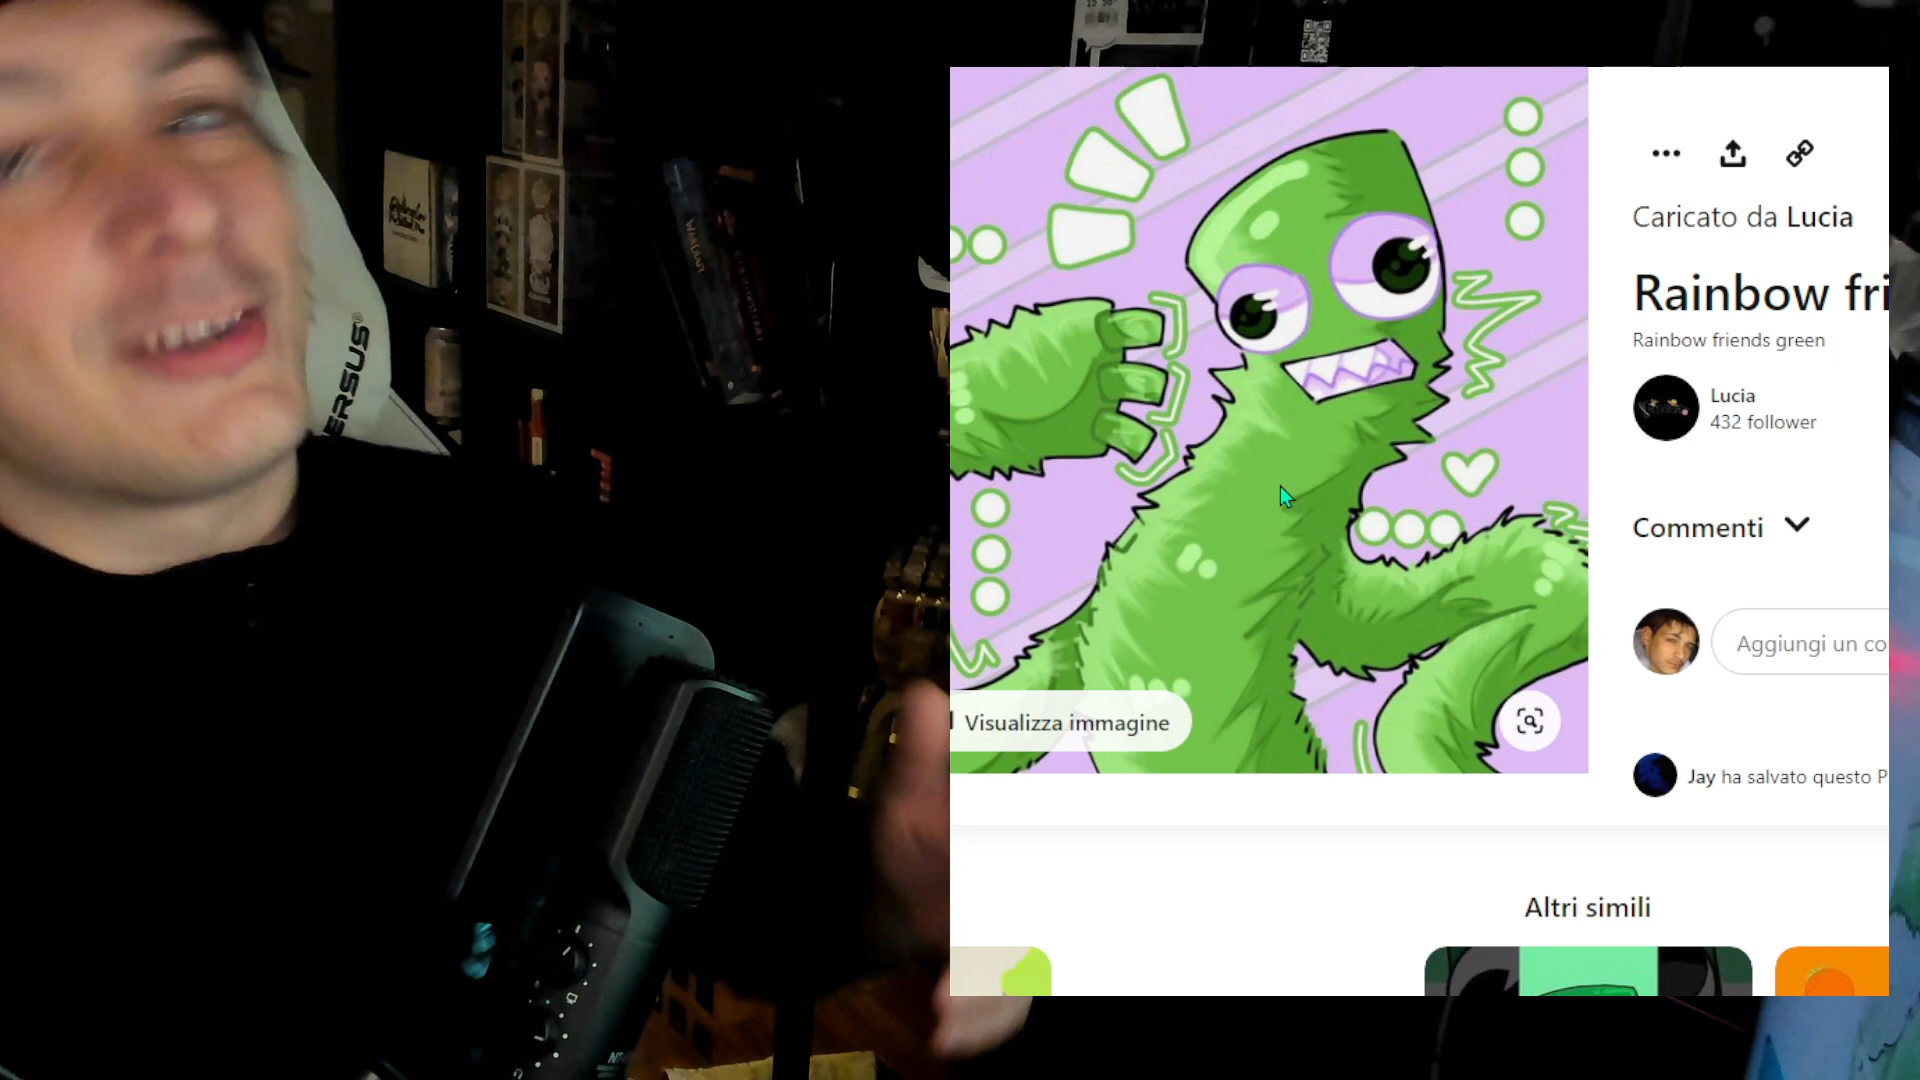 Caricato da Lucia
Rainbow fri
Rainbow friends green
Lucia
432 follower
Commenti
Aggiungi un co
Jay ha salvato questo P
Visualizza immagine
Altri simili
ERSUS
WARCRAFT